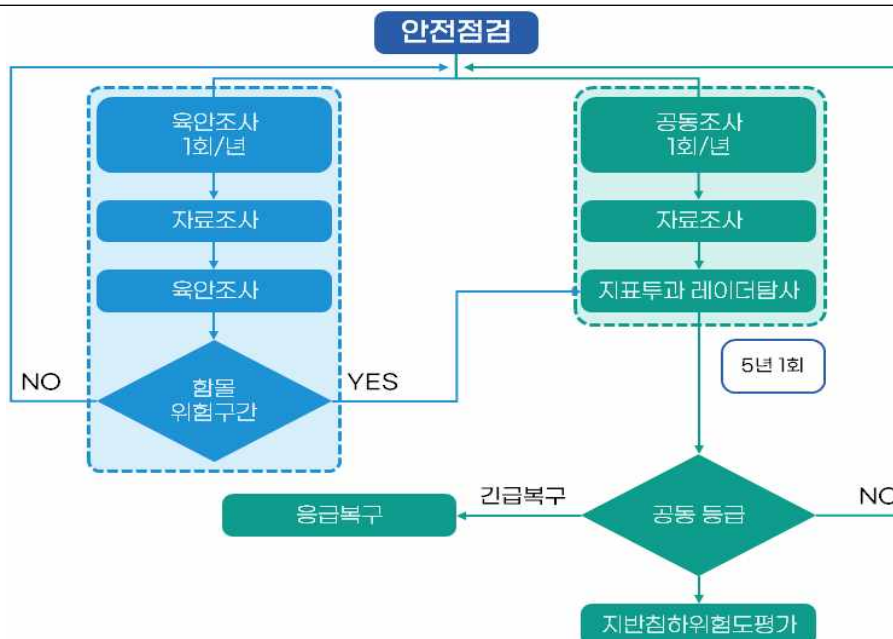 안전점검
육안조사
1회/년
자료조사
육안조사
함몰
위험구간
NO
YES
공동조사
1회/년
자료조사
지표투과 레이더탐사
5년 1회
공동 등급
긴급복구
NO
응급복구
지반침하위험도평가